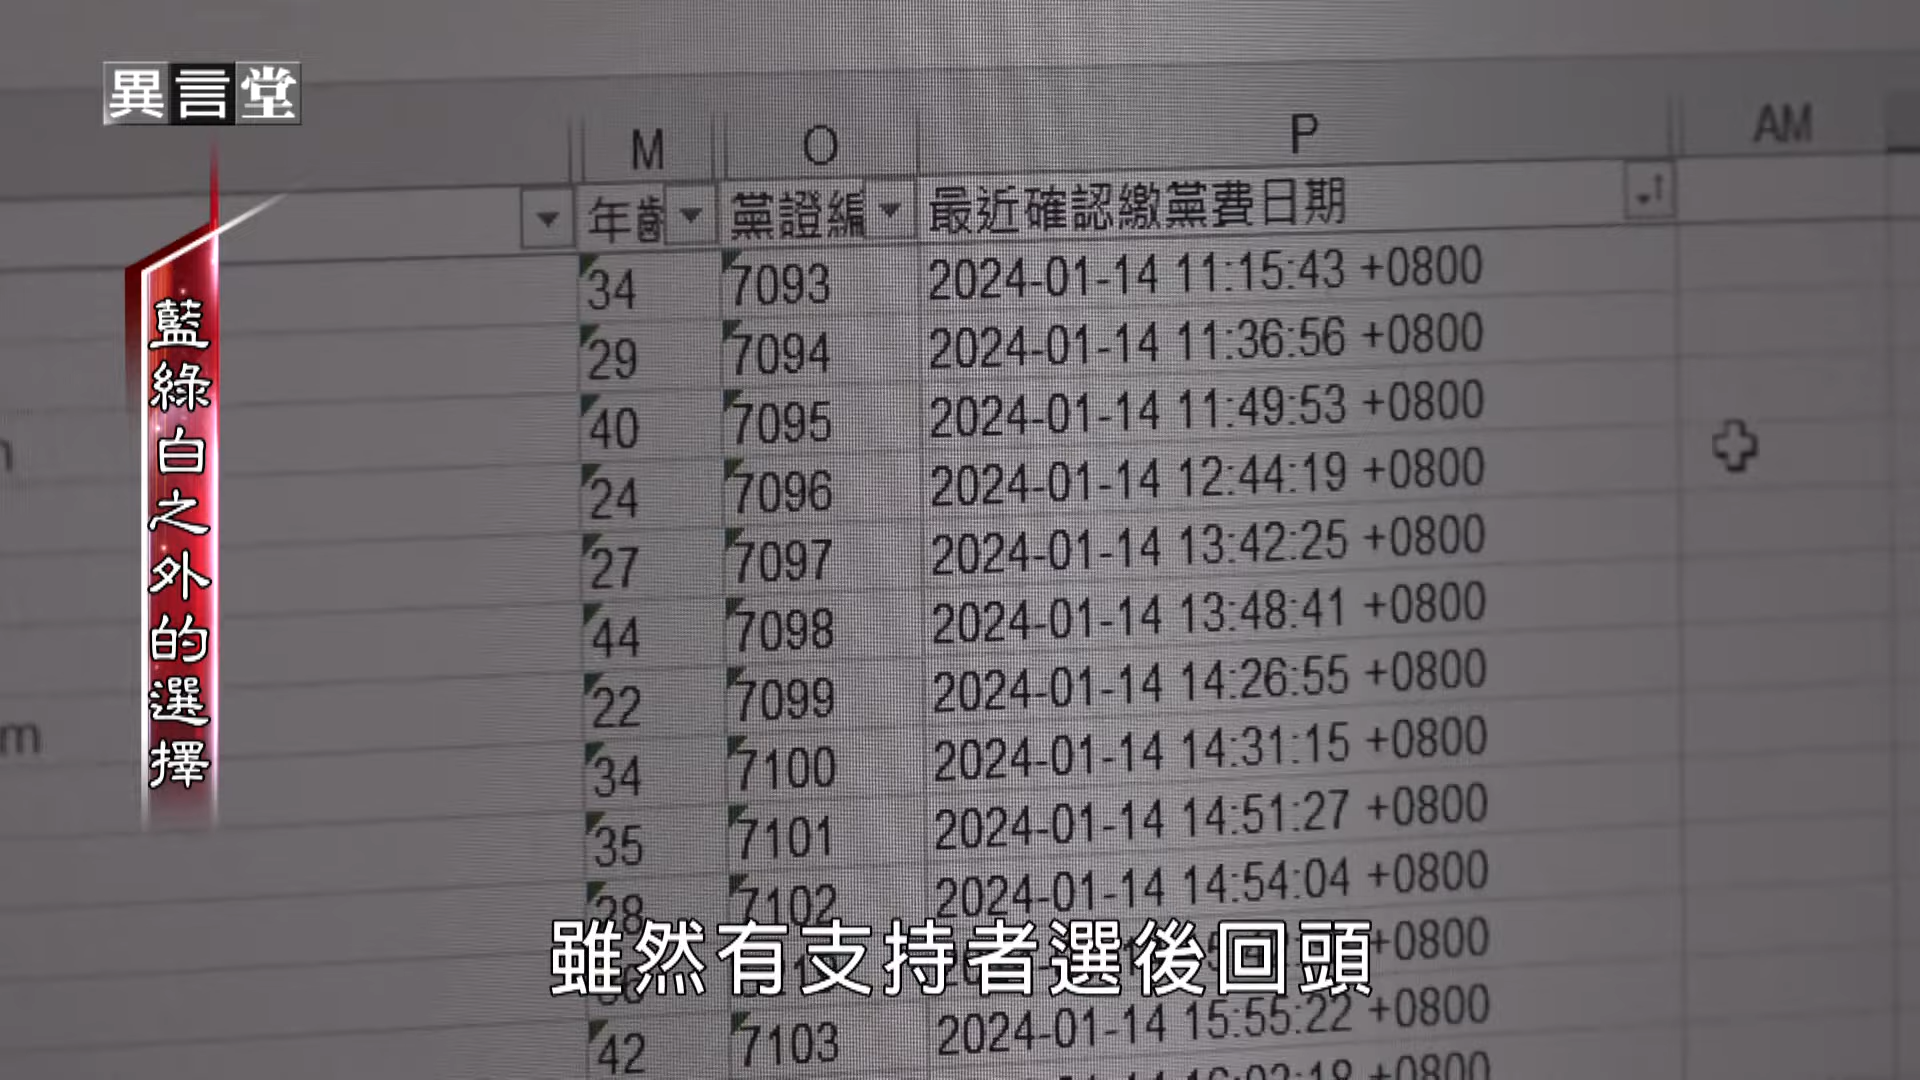 異言堂
藍綠白之外的選擇
M O P AM
年齡 黨證編 最近確認繳黨費日期
34 7093 2024-01-14 11:15:43 +0800
29 7094 2024-01-14 11:36:56 +0800
40 7095 2024-01-14 11:49:53 +0800
24 7096 2024-01-14 12:44:19 +0800
27 7097 2024-01-14 13:42:25 +0800
44 7098 2024-01-14 13:48:41 +0800
22 7099 2024-01-14 14:26:55 +0800
34 7100 2024-01-14 14:31:15 +0800
35 7101 2024-01-14 14:51:27 +0800
28 7102 2024-01-14 14:54:04 +0800
+0800
雖然有支持者選後回頭
42 7103 2024-01-14 15:55:22 +0800
+0800
m